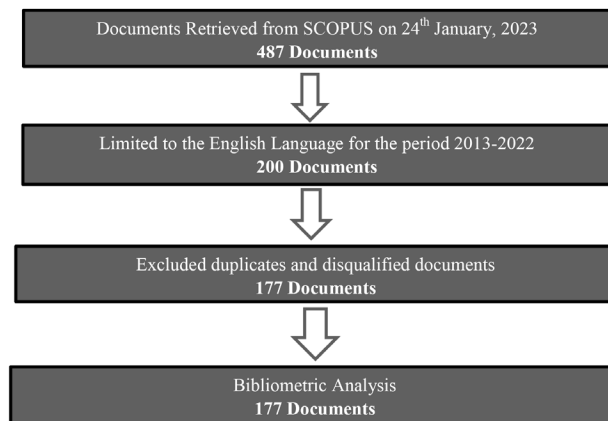 Documents Retrieved from SCOPUS on 24th January, 2023
487 Documents
Limited to the English Language for the period 2013-2022
200 Documents
Excluded duplicates and disqualified documents
177 Documents
Bibliometric Analysis
177 Documents